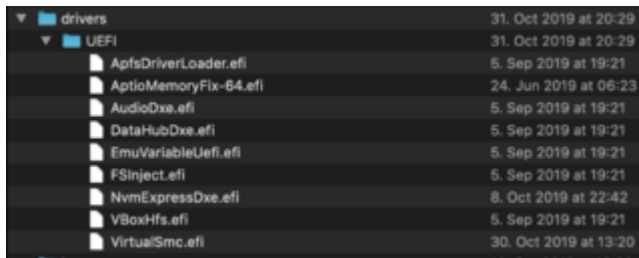 drivers 31. Oct 2019 at 20:29
UEFI 31. Oct 2019 at 20:29
ApfsDriverLoader.efi 5. Sep 2019 at 19:21
AptioMemoryFix-64.efi 24. Jun 2019 at 06:23
AudioDxe.efi 5. Sep 2019 at 19:21
DataHubDxe.efi 5. Sep 2019 at 19:21
EmuVariableUefi.efi 5. Sep 2019 at 19:21
FSInject.efi 5. Sep 2019 at 19:21
NvmExpressDxe.efi 8. Oct 2019 at 22:42
VBoxHfs.efi 5. Sep 2019 at 19:21
VirtualSmc.efi 30. Oct 2019 at 13:20